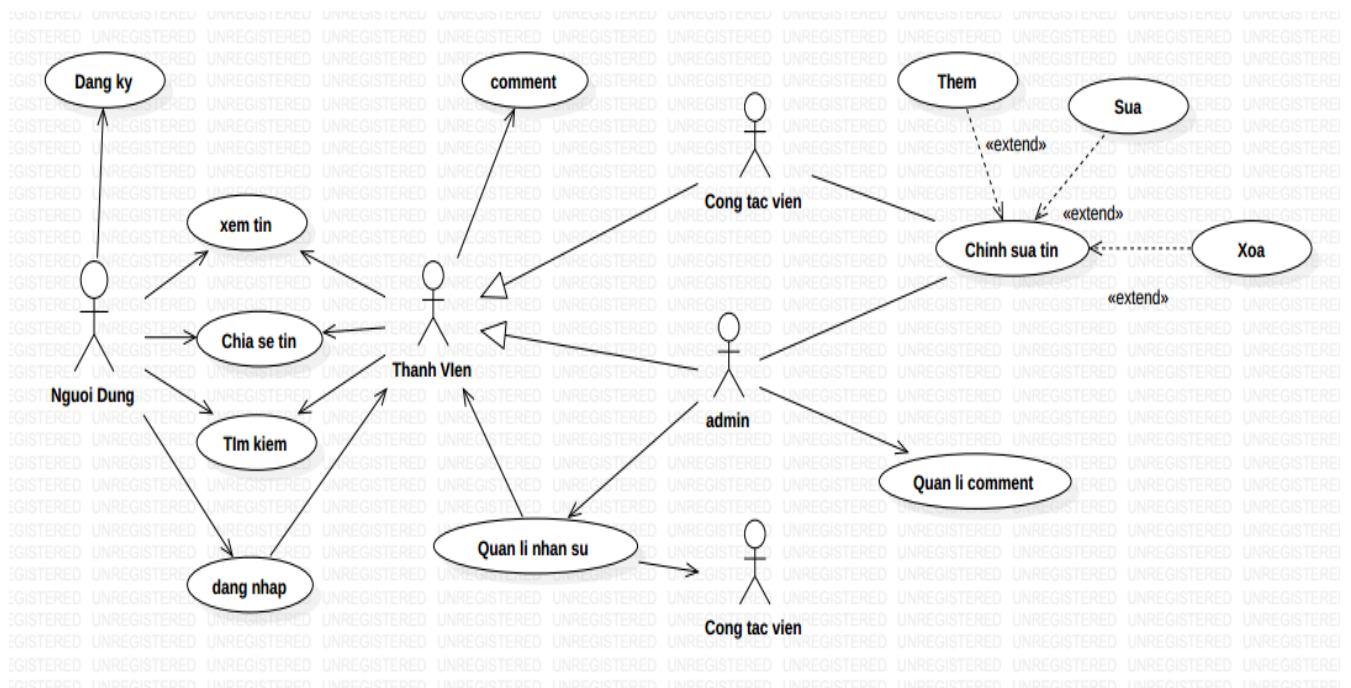 Dang ky
comment
Them
Sua
«extend»
Cong tac vien
«extend»
xem tin
Chinh sua tin
Xoa
«extend»
Chia se tin
Thanh VIen
Nguoi Dung
admin
TIm kiem
Quan li comment
Quan li nhan su
dang nhap
Cong tac vien
UNREGISTERED